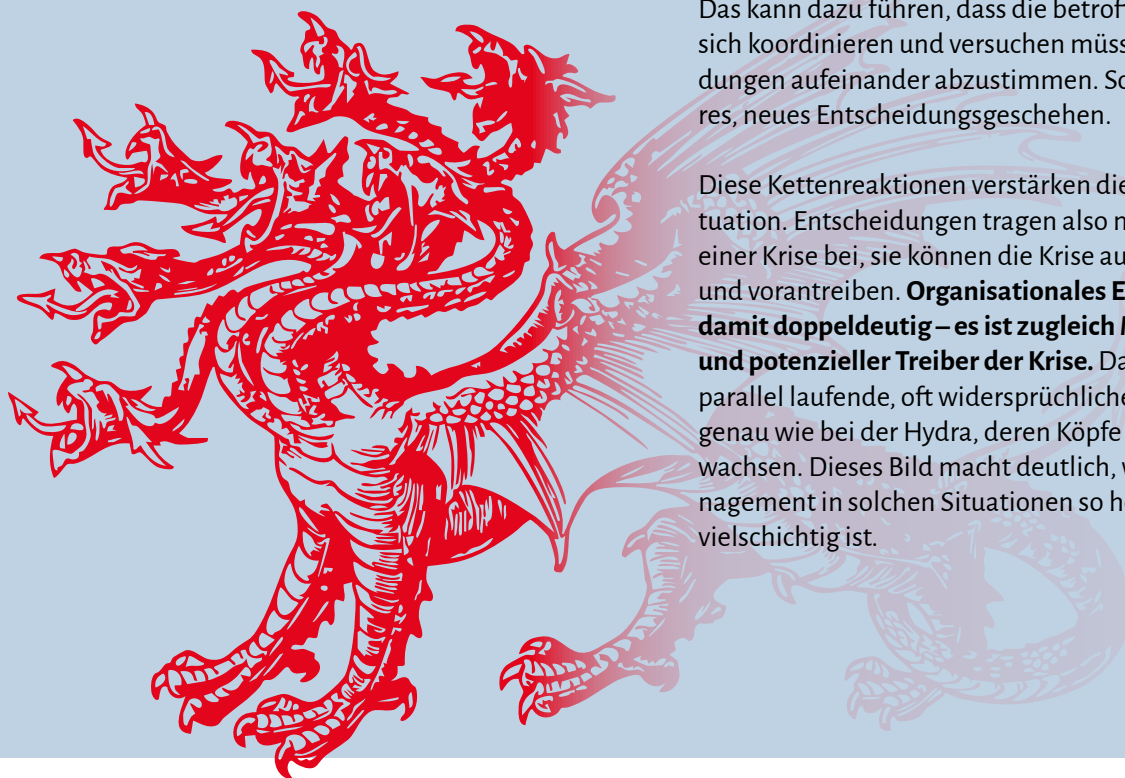 Das kann dazu führen, dass die betroff
sich koordinieren und versuchen müss
dungen aufeinander abzustimmen. So
res, neues Entscheidungsgeschehen.
Diese Kettenreaktionen verstärken die
tuation. Entscheidungen tragen also n
einer Krise bei, sie können die Krise au
und vorantreiben. Organisationales E
damit doppeldeutig – es ist zugleich M
und potenzieller Treiber der Krise. Da
parallel laufende, oft widersprüchliche
genau wie bei der Hydra, deren Köpfe
wachsen. Dieses Bild macht deutlich, w
nagement in solchen Situationen so he
vielschichtig ist.